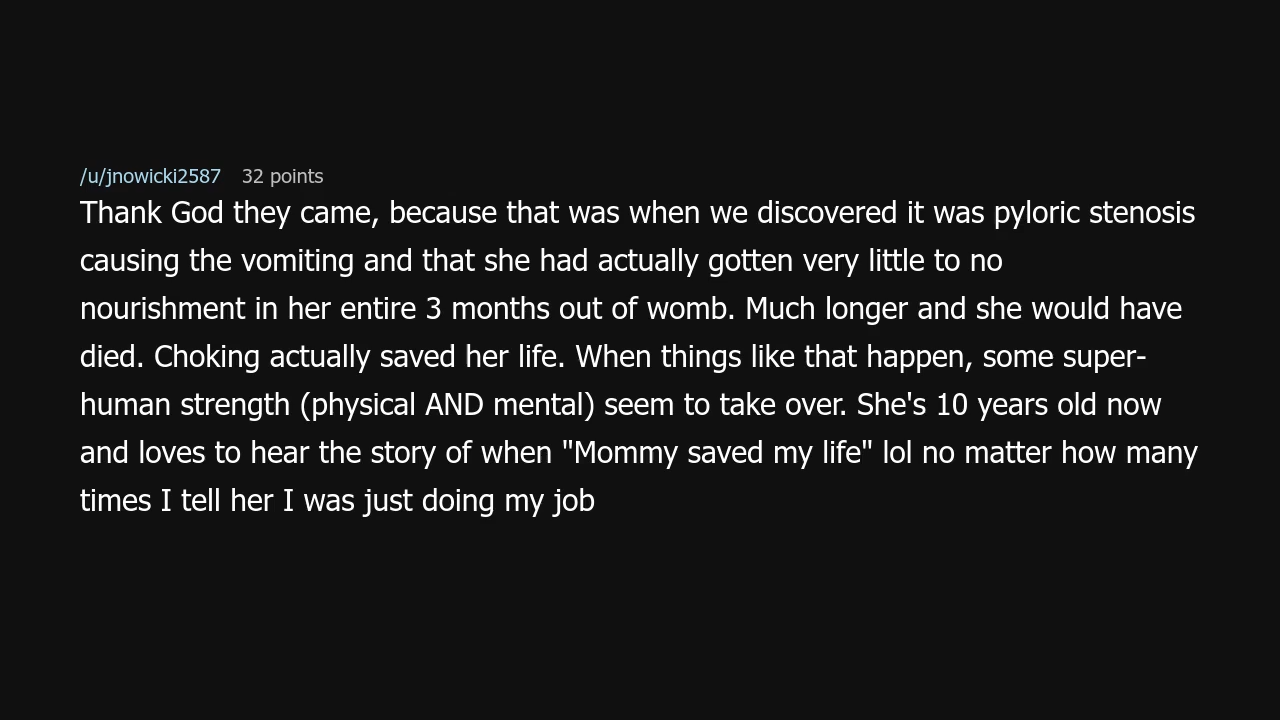 /u/jnowicki2587 32 points
Thank God they came, because that was when we discovered it was pyloric stenosis
causing the vomiting and that she had actually gotten very little to no
nourishment in her entire 3 months out of womb. Much longer and she would have
died. Choking actually saved her life. When things like that happen, some super-
human strength (physical AND mental) seem to take over. She's 10 years old now
and loves to hear the story of when "Mommy saved my life" lol no matter how many
times I tell her I was just doing my job